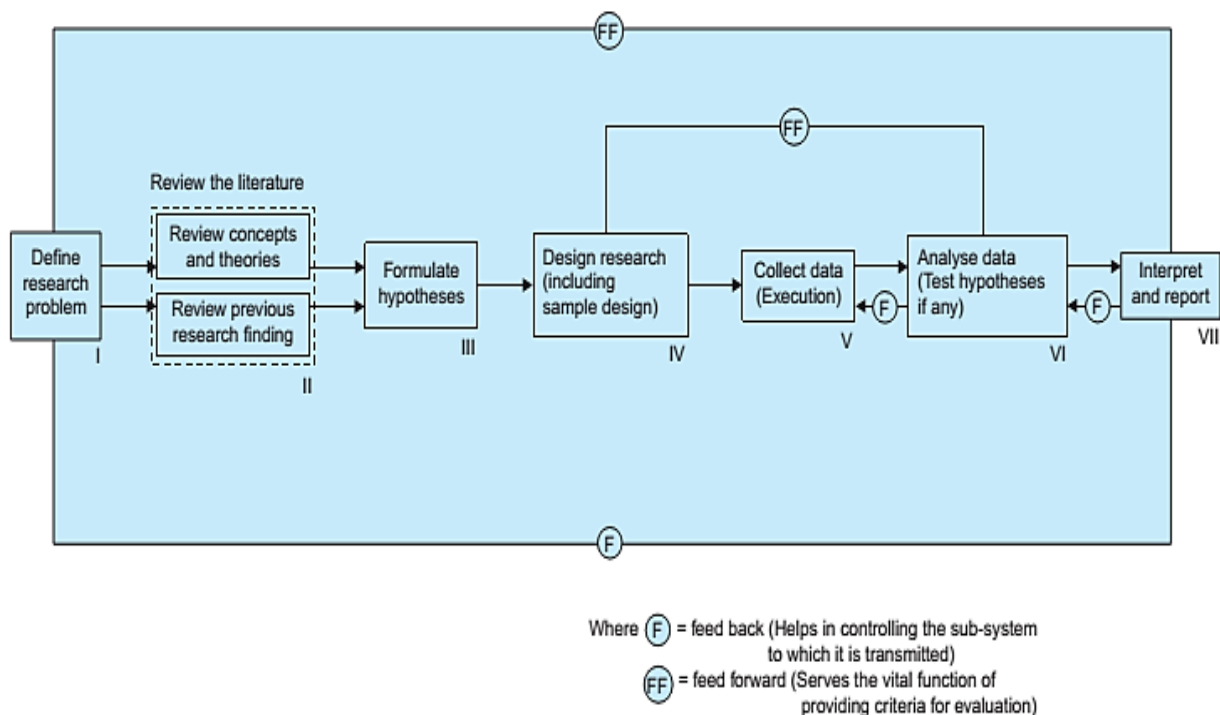 FF
FF
Review the literature
Define
research
problem
I
Review concepts
and theories
Review previous
research finding
II
Formulate
hypotheses
III
Design research
(including
sample design)
IV
Collect data
(Execution)
V
F
Analyse data
(Test hypotheses
if any)
VI
F
Interpret
and report
VII
F
Where F = feed back (Helps in controlling the sub-system
to which it is transmitted)
FF = feed forward (Serves the vital function of
providing criteria for evaluation)